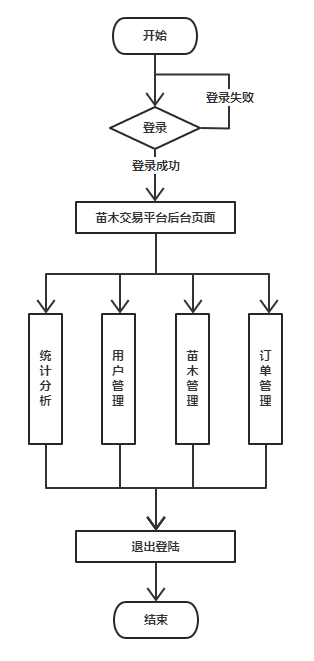 开始
登录失败
登录
登录成功
苗木交易平台后台页面
统计分析
用户管理
苗木管理
订单管理
退出登陆
结束